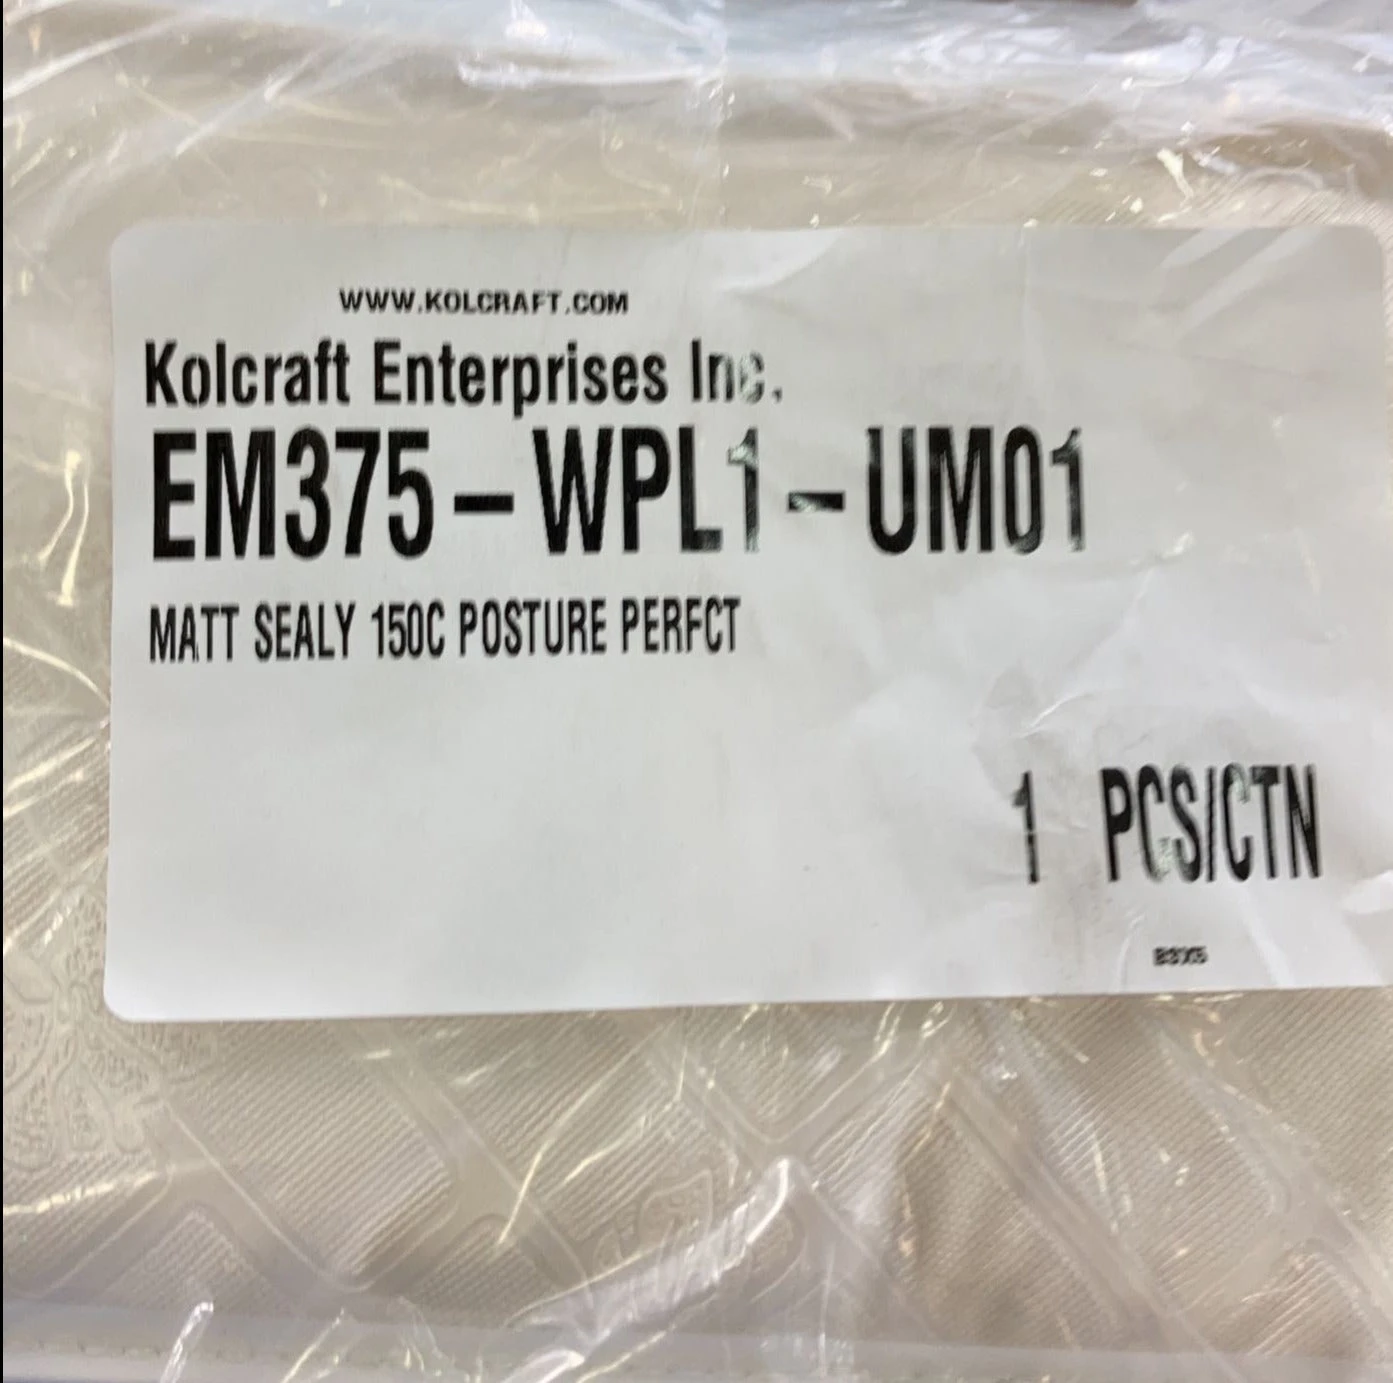 WWW.KOLCRAFT.COM
Kolcraft Enterprises Inc.
EM375-WPL1-UM01
MATT SEALY 150C POSTURE PERFCT
1 PCS/CTN